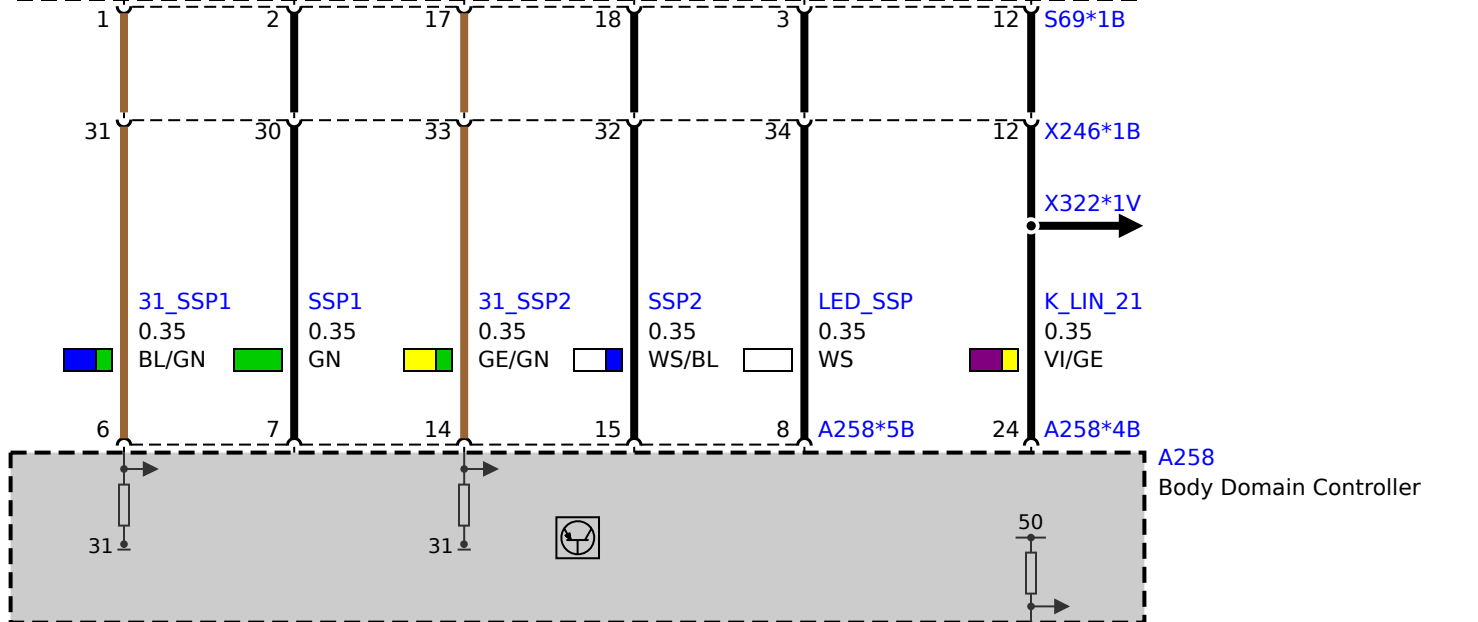 1 2 17 18 3 12 S69*1B
31 30 33 32 34 12 X246*1B
X322*1V
31_SSP1 SSP1 31_SSP2 SSP2 LED_SSP K_LIN_21
0.35 0.35 0.35 0.35 0.35 0.35
BL/GN GN GE/GN WS/BL WS VI/GE
6 7 14 15 8 A258*5B 24 A258*4B
A258
Body Domain Controller
50
31 31